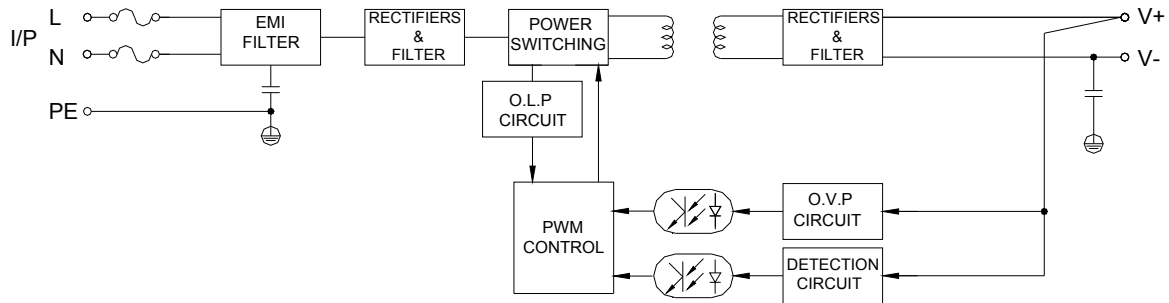 I/P
L
N
PE
EMI
FILTER
RECTIFIERS
&
FILTER
POWER
SWITCHING
RECTIFIERS
&
FILTER
V+
V-
O.L.P
CIRCUIT
PWM
CONTROL
O.V.P
CIRCUIT
DETECTION
CIRCUIT